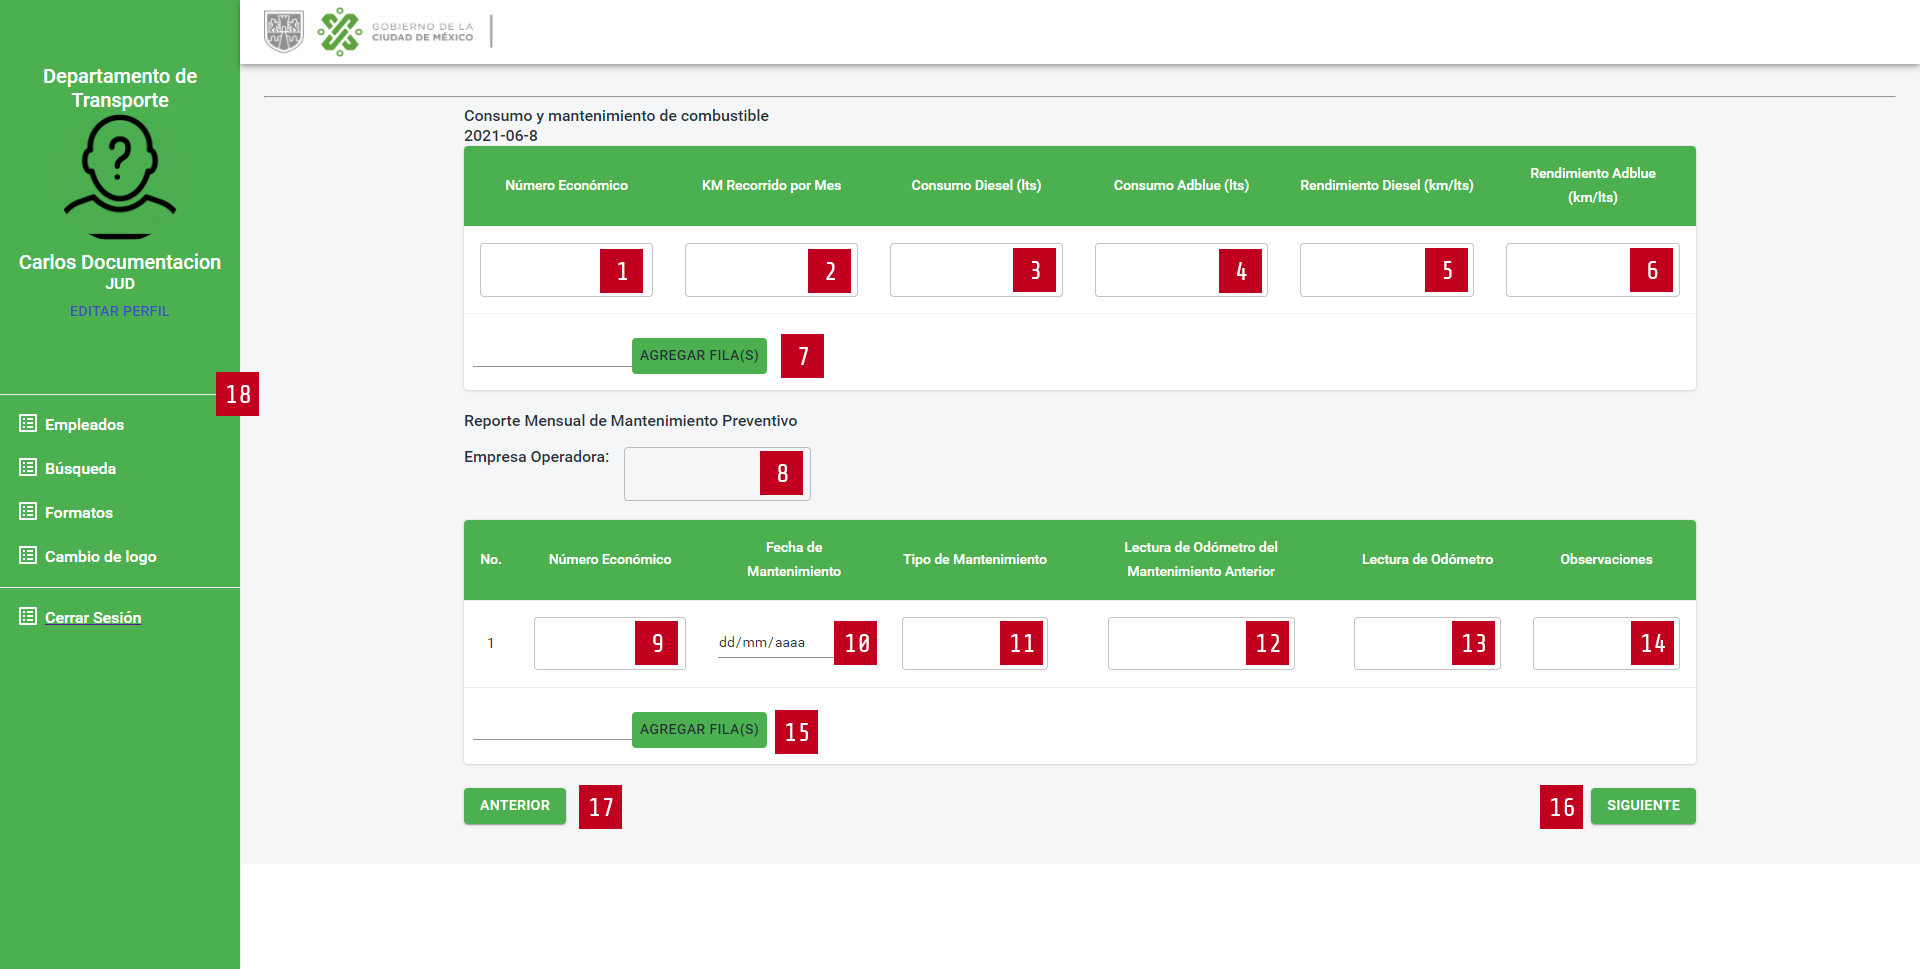 GOBIERNO DE LA
CIUDAD DE MÉXICO
Departamento de
Transporte
Carlos Documentacion
JUD
EDITAR PERFIL
18
Empleados
Búsqueda
Formatos
Cambio de logo
Cerrar Sesión
Consumo y mantenimiento de combustible
2021-06-8
Número Económico
KM Recorrido por Mes
Consumo Diesel (lts)
Consumo Adblue (lts)
Rendimiento Diesel (km/lts)
Rendimiento Adblue
(km/lts)
1
2
3
4
5
6
AGREGAR FILA(S)
7
Reporte Mensual de Mantenimiento Preventivo
Empresa Operadora:
8
No.
Número Económico
Fecha de
Mantenimiento
Tipo de Mantenimiento
Lectura de Odómetro del
Mantenimiento Anterior
Lectura de Odómetro
Observaciones
1
9
dd/mm/aaaa
10
11
12
13
14
AGREGAR FILA(S)
15
ANTERIOR
17
16
SIGUIENTE